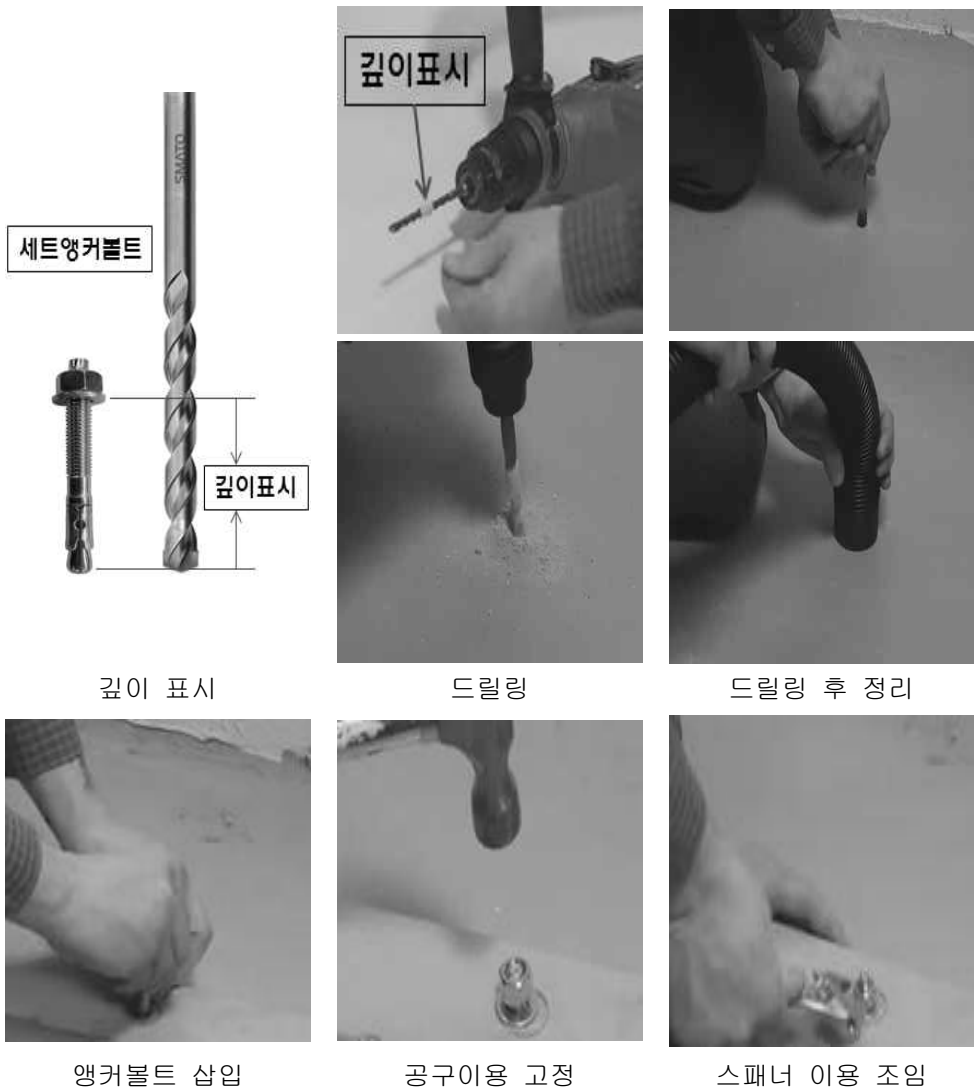 깊이표시
SMATO
세트앵커볼트
깊이표시
깊이 표시
드릴링
드릴링 후 정리
앵커볼트 삽입
공구이용 고정
스패너 이용 조임